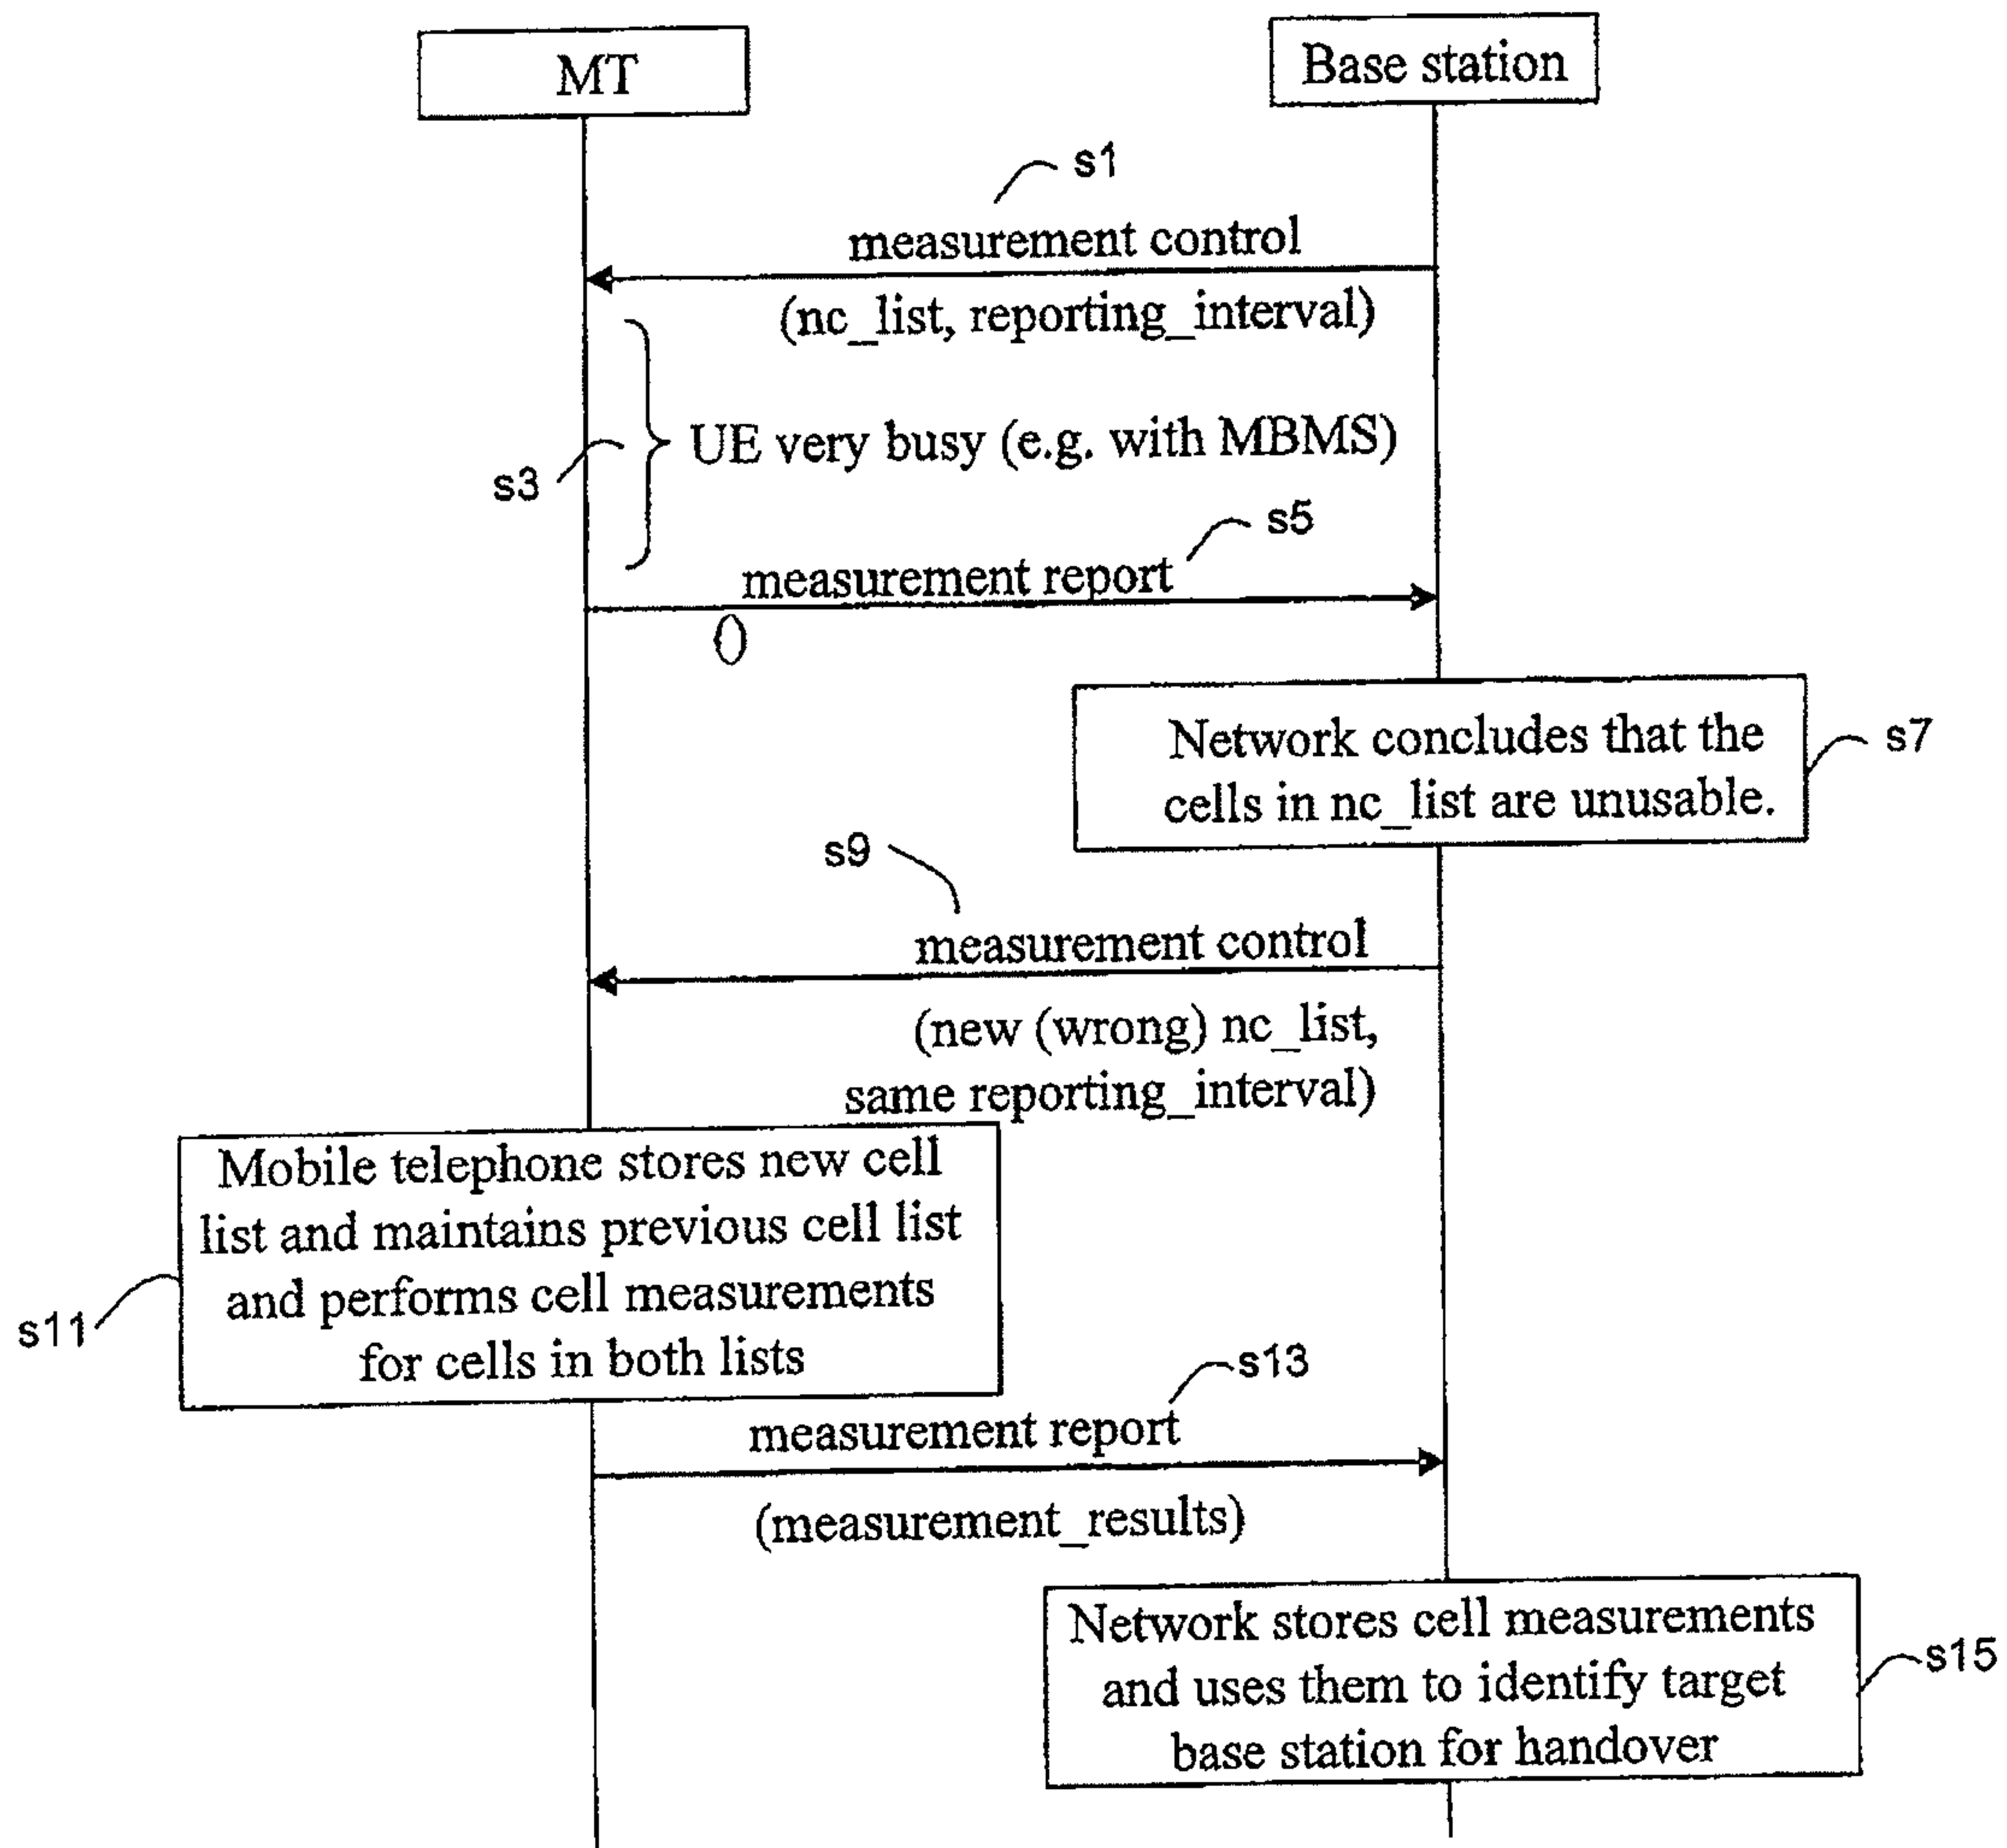 MT
Base station
s1
measurement control
(nc_list, reporting_interval)
s3
UE very busy (e.g. with MBMS)
s5
measurement report
()
Network concludes that the
cells in nc_list are unusable.
s7
s9
measurement control
(new (wrong) nc_list,
same reporting_interval)
Mobile telephone stores new cell
list and maintains previous cell list
and performs cell measurements
for cells in both lists
s11
s13
measurement report
(measurement_results)
Network stores cell measurements
and uses them to identify target
base station for handover
s15